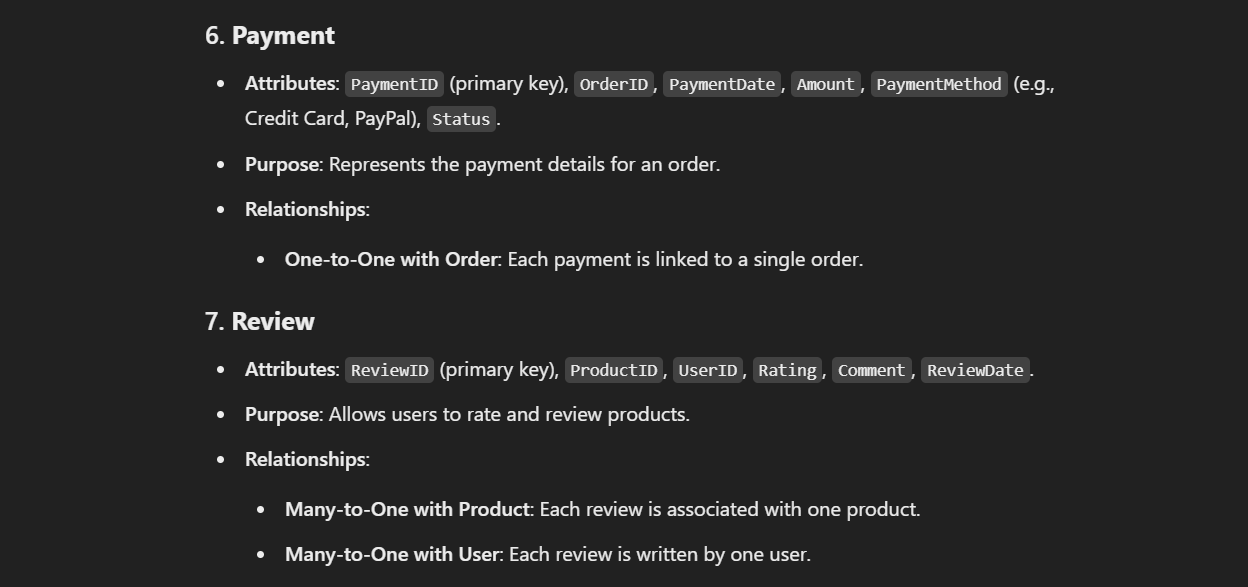 6. Payment
• Attributes: PaymentID (primary key), OrderID, PaymentDate, Amount, PaymentMethod (e.g.,
Credit Card, PayPal), Status.
• Purpose: Represents the payment details for an order.
• Relationships:
• One-to-One with Order: Each payment is linked to a single order.
7. Review
• Attributes: ReviewID (primary key), ProductID, UserID, Rating, Comment, ReviewDate.
• Purpose: Allows users to rate and review products.
• Relationships:
• Many-to-One with Product: Each review is associated with one product.
• Many-to-One with User: Each review is written by one user.